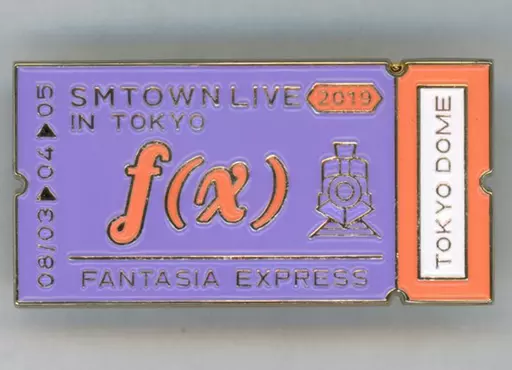 SMTOWN LIVE 2019
IN TOKYO
f(x)
FANTASIA EXPRESS
08/03▶04▶05
TOKYO DOME